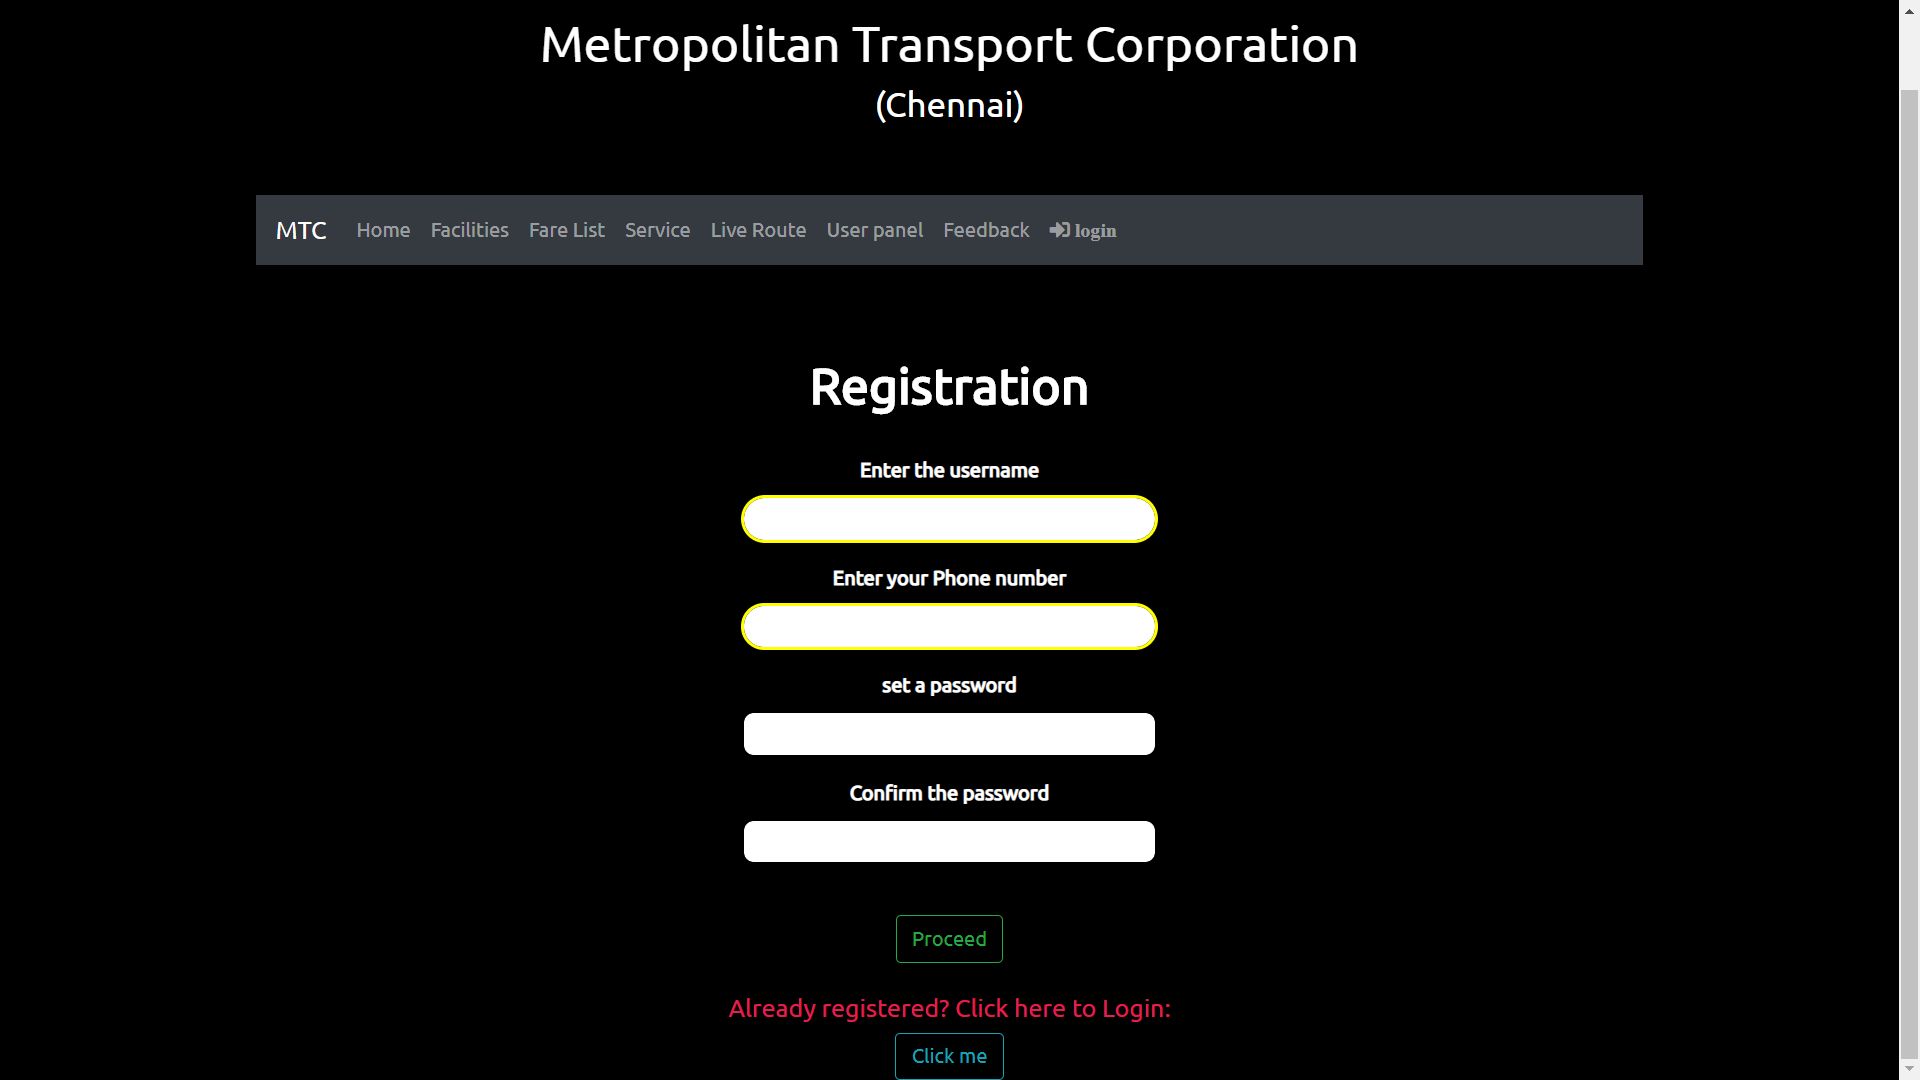 Metropolitan Transport Corporation
(Chennai)
MTC Home Facilities Fare List Service Live Route User panel Feedback login
Registration
Enter the username
Enter your Phone number
set a password
Confirm the password
Proceed
Already registered? Click here to Login:
Click me